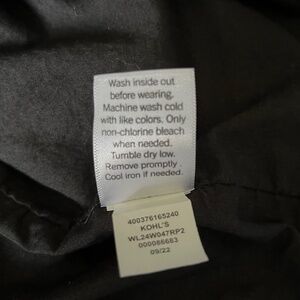 Wash inside out
before wearing.
Machine wash cold
with like colors. Only
non-chlorine bleach
when needed.
Tumble dry low.
Remove promptly.
Cool iron if needed.
400376165240
KOHL'S
WL24W047RP2
000086683
09/22